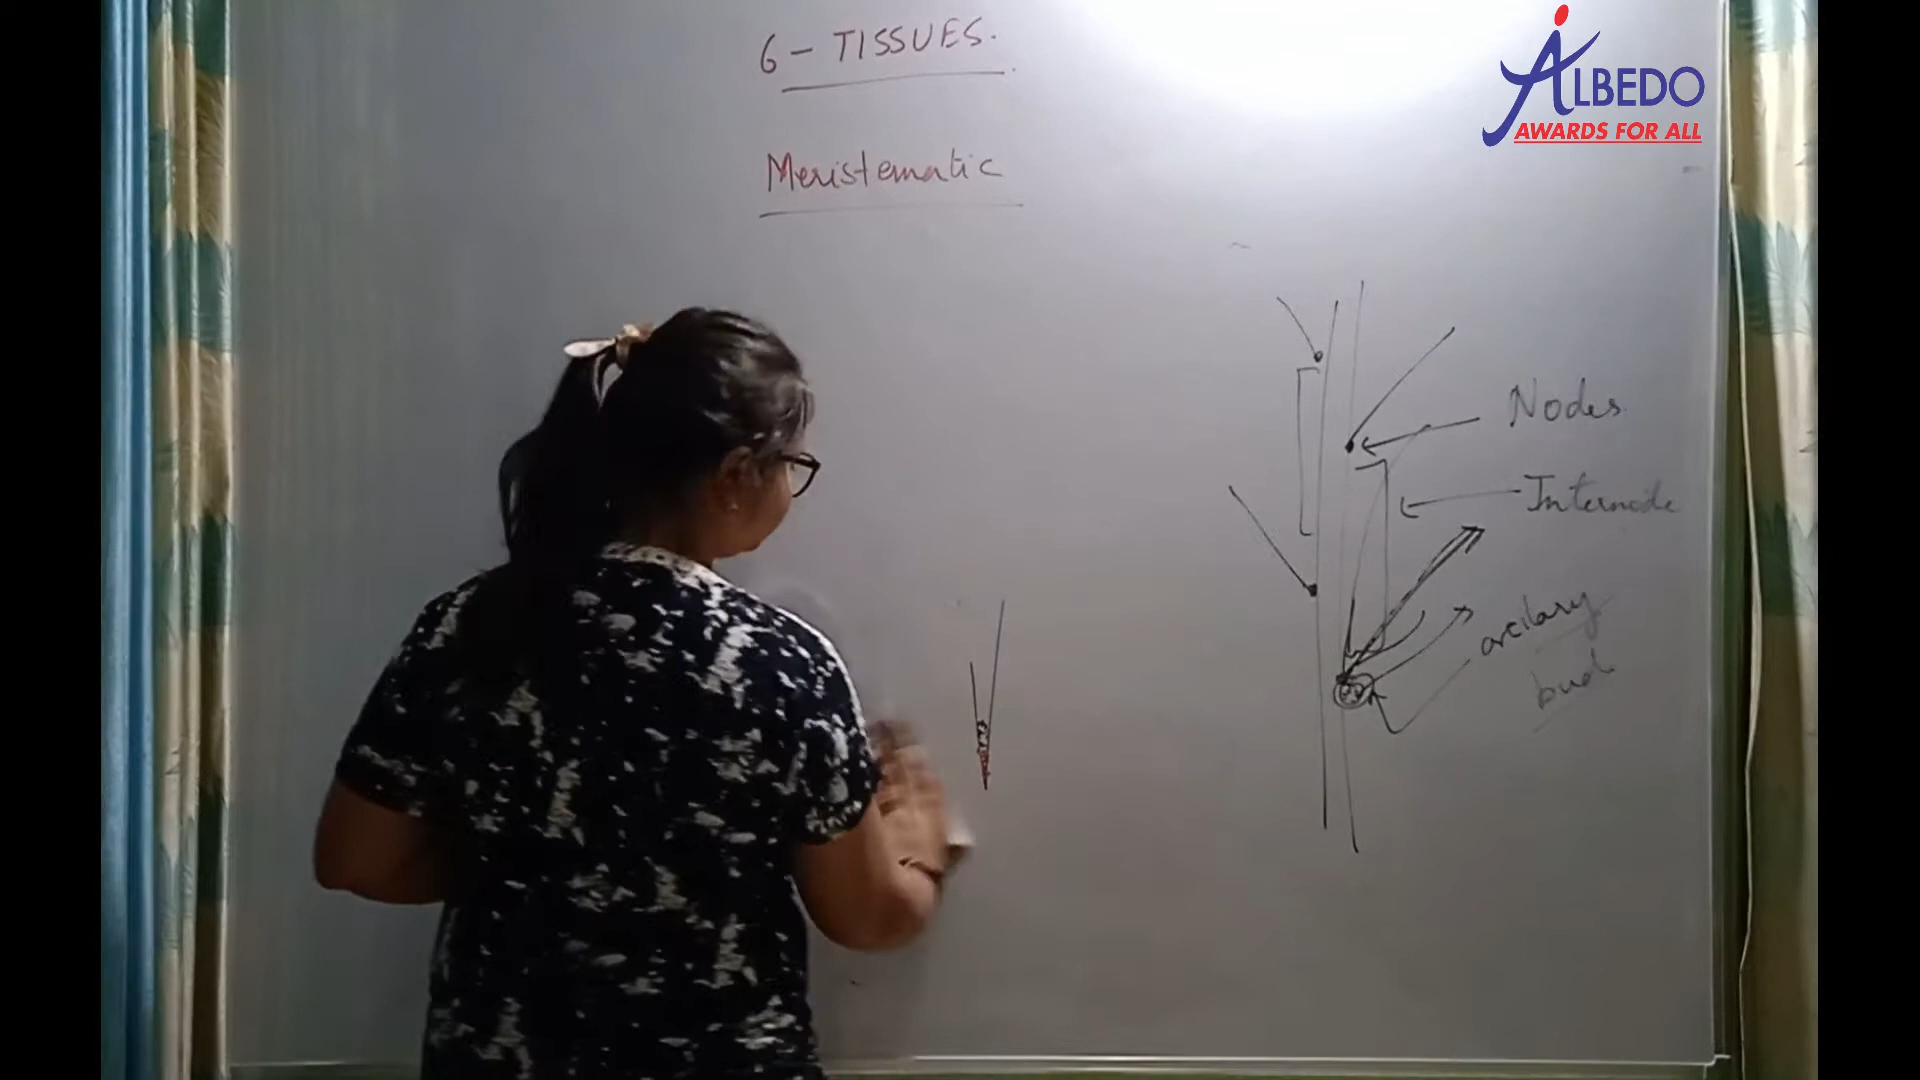 6 - TISSUES.
Meristematic
ALBEDO
AWARDS FOR ALL
Nodes
Internode
axilary
bud